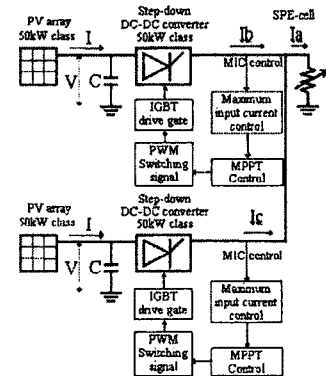 PV array
50kW class
I
Step-down
DC-DC converter
50kW class
Ib
Ia
SPE-cell
V
C
MIC control
IGBT
drive gate
Maximum
input current
control
PWM
Switching
signal
MPPT
Control
PV array
50kW class
I
Step-down
DC-DC converter
50kW class
Ic
V
C
MIC control
IGBT
drive gate
Maximum
input current
control
PWM
Switching
signal
MPPT
Control